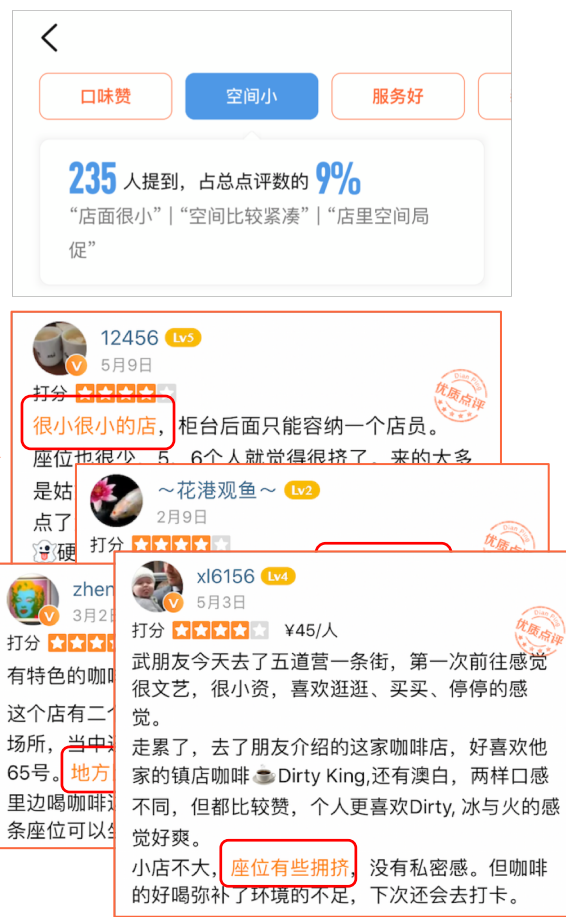 口味赞 空间小 服务好
235 人提到，占总点评数的 9%
“店面很小” | “空间比较紧凑” | “店里空间局
促”
12456 Lv5
5月9日
打分
优质点评
很小很小的店，柜台后面只能容纳一个店员。
座位也很少，5、6个人就觉得很挤了。来的大多
是姑
点了
硬
～花港观鱼～ Lv2
2月9日
打分
优质点评
zhen
3月2
打分
有特色的咖
这个店有二个
场所，当中
65号。地方
里边喝咖啡
条座位可以
xl6156 Lv4
5月3日
打分 ¥45/人
优质点评
武朋友今天去了五道营一条街，第一次前往感觉
很文艺，很小资，喜欢逛逛、买买、停停的感
觉。
走累了，去了朋友介绍的这家咖啡店，好喜欢他
家的镇店咖啡☕Dirty King,还有澳白，两样口感
不同，但都比较赞，个人更喜欢Dirty, 冰与火的感
觉好爽。
小店不大，座位有些拥挤，没有私密感。但咖啡
的好喝弥补了环境的不足，下次还会去打卡。